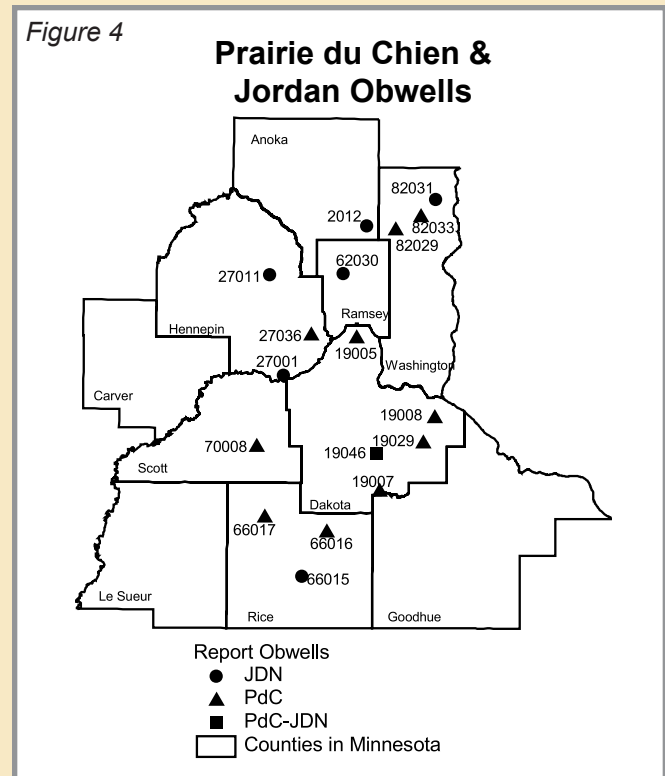 Figure 4
Prairie du Chien &
Jordan Obwells
Anoka
82031
2012
82033
82029
62030
27011
Ramsey
Hennepin
27036
19005
27001
Washington
Carver
19008
70008
19029
19046
Scott
19007
Dakota
66017
66016
66015
Le Sueur
Rice
Goodhue
Report Obwells
JDN
PdC
PdC-JDN
Counties in Minnesota